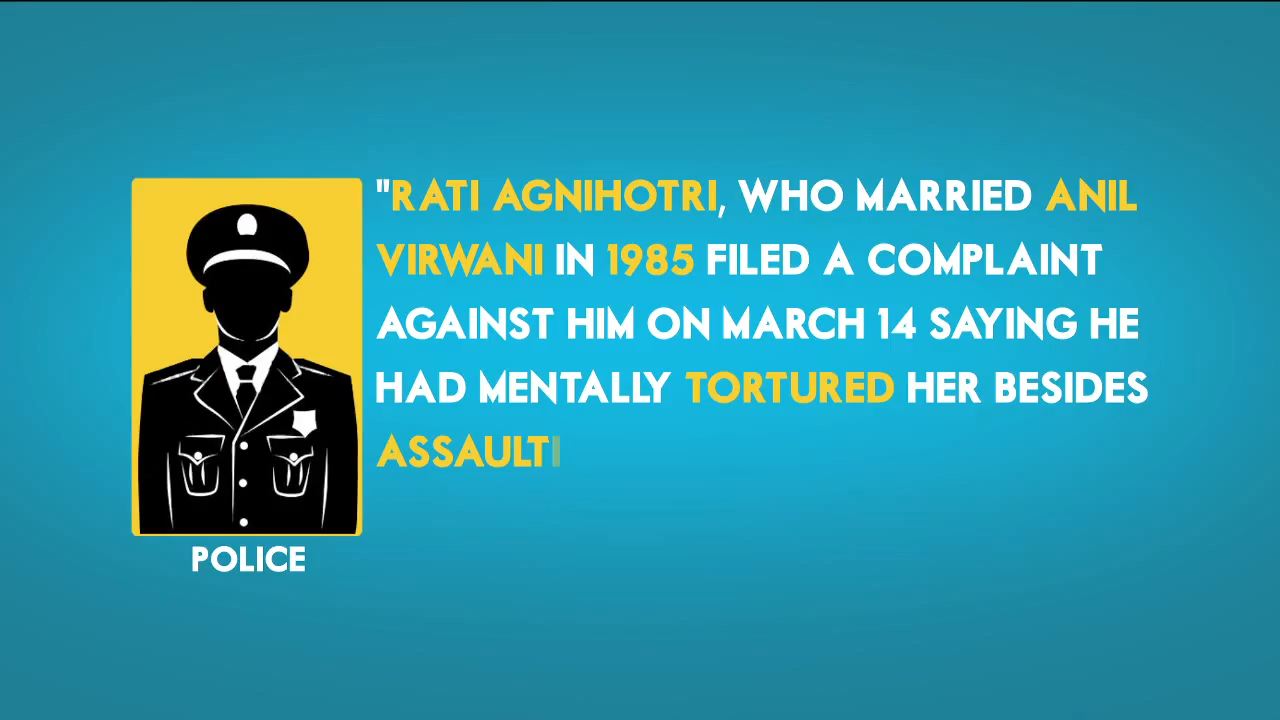 "RATI AGNIHOTRI, WHO MARRIED ANIL
VIRWANI IN 1985 FILED A COMPLAINT
AGAINST HIM ON MARCH 14 SAYING HE
HAD MENTALLY TORTURED HER BESIDES
ASSAULTI
POLICE